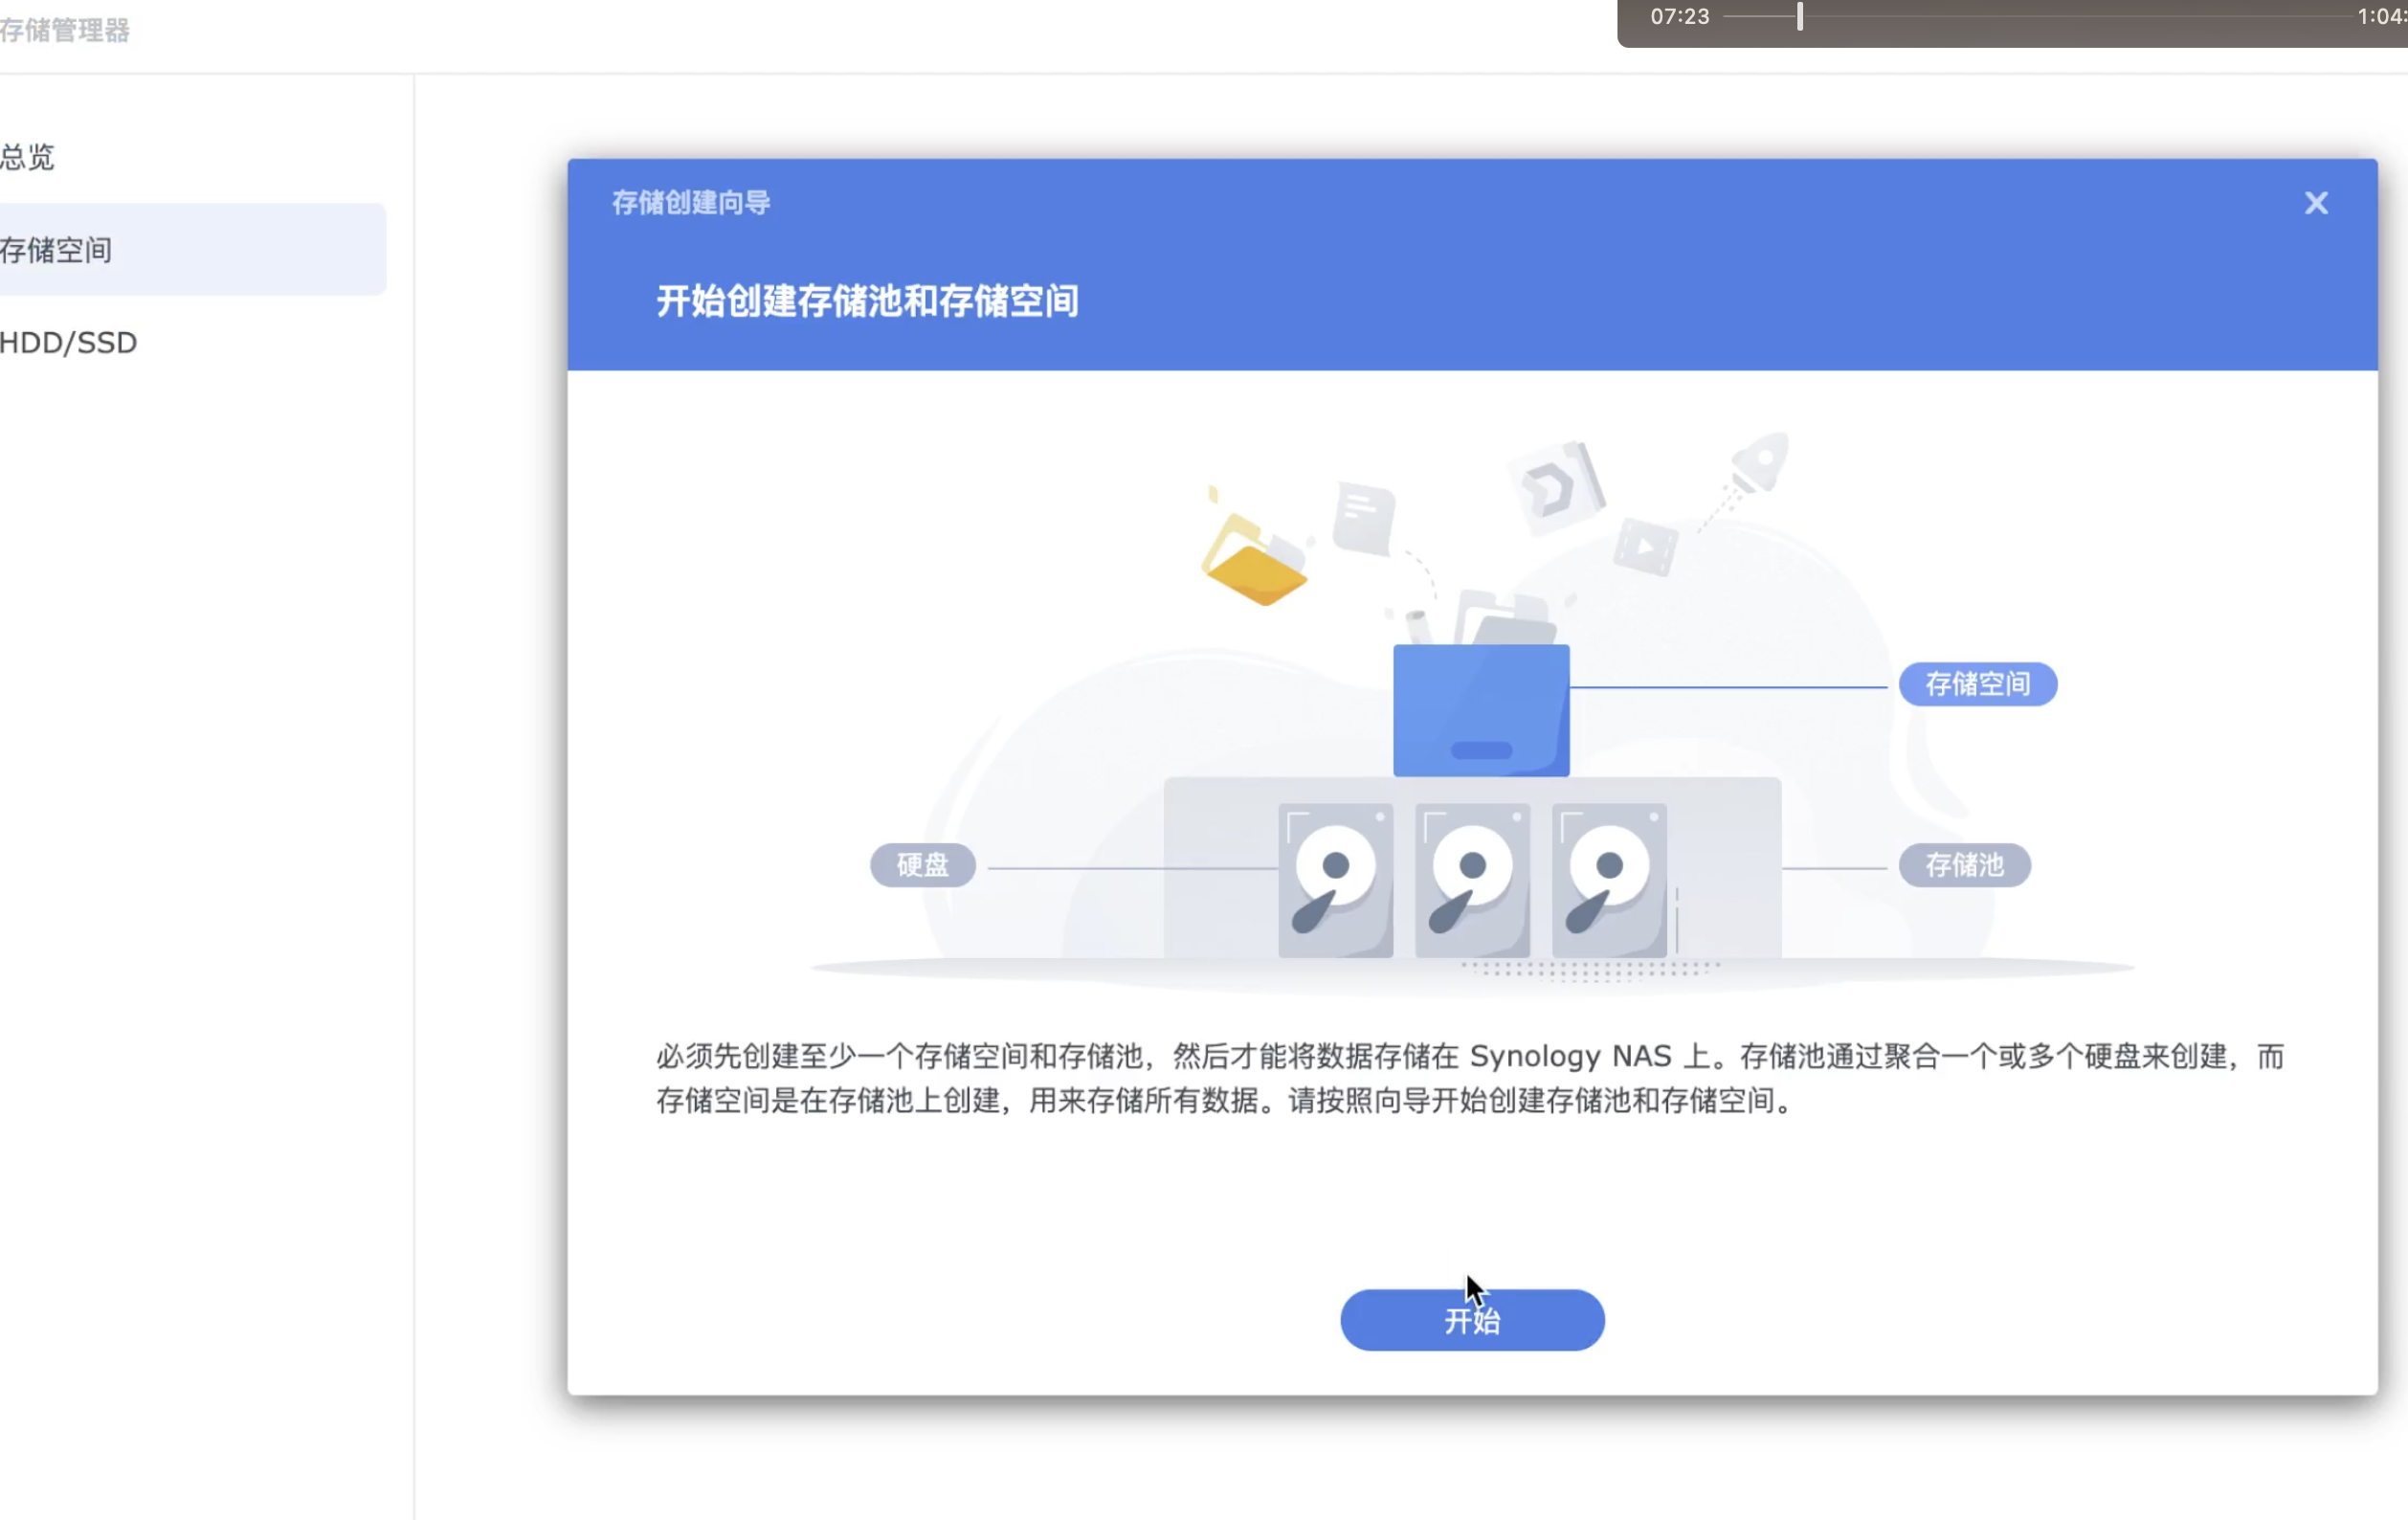 存储管理器
07:23
1:04:
总览
存储空间
HDD/SSD
存储创建向导
开始创建存储池和存储空间
存储空间
硬盘
存储池
必须先创建至少一个存储空间和存储池，然后才能将数据存储在 Synology NAS 上。存储池通过聚合一个或多个硬盘来创建，而
存储空间是在存储池上创建，用来存储所有数据。请按照向导开始创建存储池和存储空间。
开始